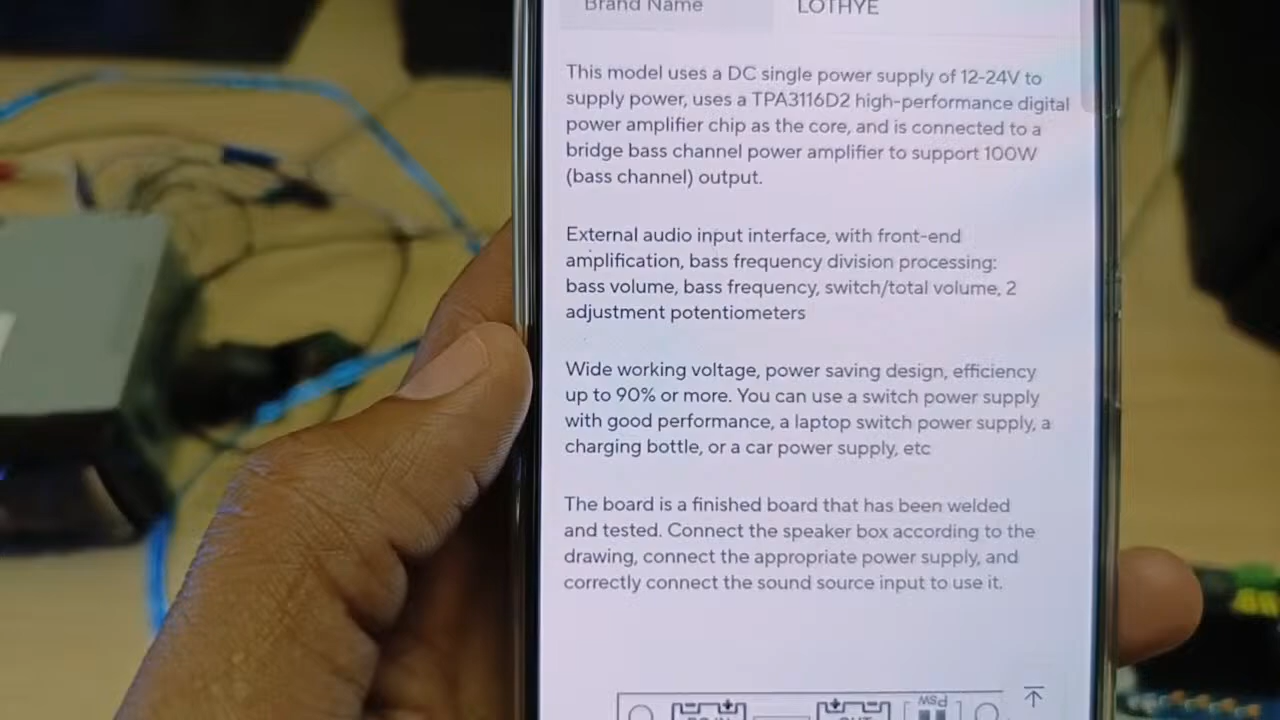 Brand Name LOTHYE
This model uses a DC single power supply of 12-24V to
supply power, uses a TPA3116D2 high-performance digital
power amplifier chip as the core, and is connected to a
bridge bass channel power amplifier to support 100W
(bass channel) output.
External audio input interface, with front-end
amplification, bass frequency division processing:
bass volume, bass frequency, switch/total volume, 2
adjustment potentiometers
Wide working voltage, power saving design, efficiency
up to 90% or more. You can use a switch power supply
with good performance, a laptop switch power supply, a
charging bottle, or a car power supply, etc
The board is a finished board that has been welded
and tested. Connect the speaker box according to the
drawing, connect the appropriate power supply, and
correctly connect the sound source input to use it.